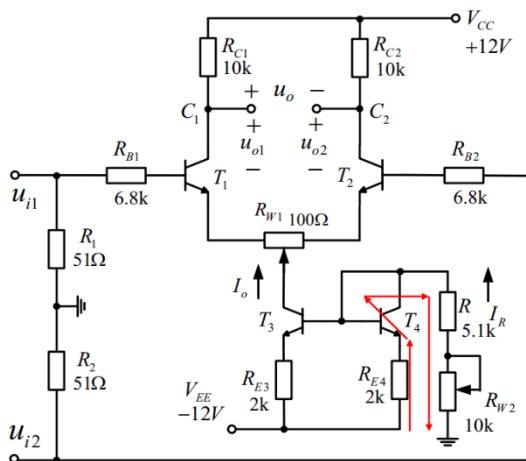 V_CC
+12V
R_C1
10k
R_C2
10k
+ u_o −
C_1
C_2
+
u_o1
−
+
u_o2
−
R_B1
6.8k
T_1
T_2
R_B2
6.8k
u_i1
R_W1
100Ω
R_1
51Ω
I_o
T_3
T_4
R
5.1k
I_R
R_2
51Ω
V_EE
−12V
R_E3
2k
R_E4
2k
R_W2
10k
u_i2